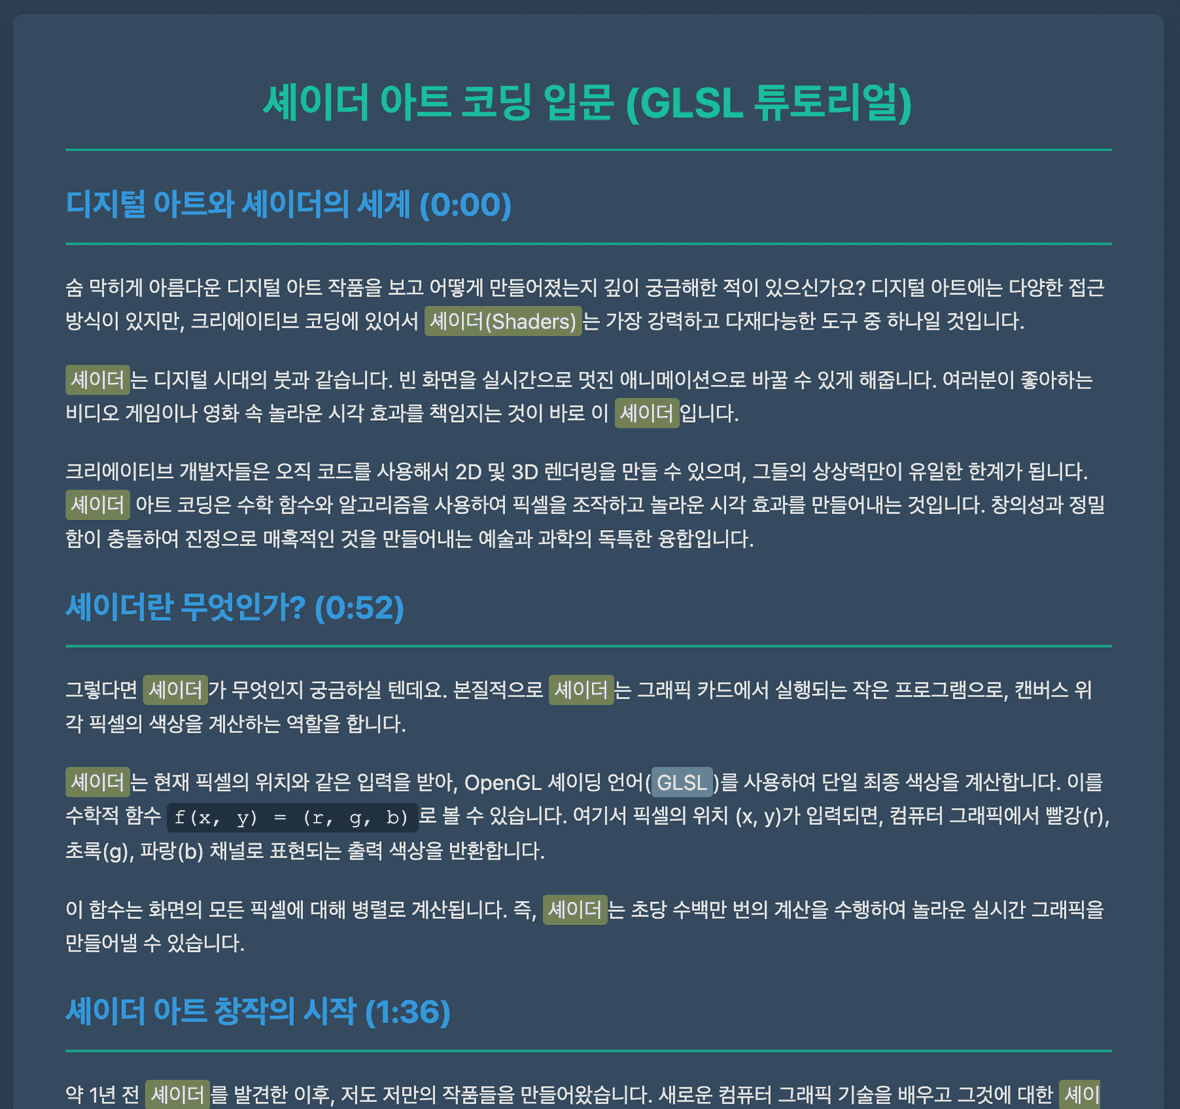 셰이더 아트 코딩 입문 (GLSL 튜토리얼)
디지털 아트와 셰이더의 세계 (0:00)
숨 막히게 아름다운 디지털 아트 작품을 보고 어떻게 만들어졌는지 깊이 궁금해한 적이 있으신가요? 디지털 아트에는 다양한 접근
방식이 있지만, 크리에이티브 코딩에 있어서 셰이더(Shaders)는 가장 강력하고 다재다능한 도구 중 하나일 것입니다.
셰이더는 디지털 시대의 붓과 같습니다. 빈 화면을 실시간으로 멋진 애니메이션으로 바꿀 수 있게 해줍니다. 여러분이 좋아하는
비디오 게임이나 영화 속 놀라운 시각 효과를 책임지는 것이 바로 이 셰이더입니다.
크리에이티브 개발자들은 오직 코드를 사용해서 2D 및 3D 렌더링을 만들 수 있으며, 그들의 상상력만이 유일한 한계가 됩니다.
셰이더 아트 코딩은 수학 함수와 알고리즘을 사용하여 픽셀을 조작하고 놀라운 시각 효과를 만들어내는 것입니다. 창의성과 정밀
함이 충돌하여 진정으로 매혹적인 것을 만들어내는 예술과 과학의 독특한 융합입니다.
셰이더란 무엇인가? (0:52)
그렇다면 셰이더가 무엇인지 궁금하실 텐데요. 본질적으로 셰이더는 그래픽 카드에서 실행되는 작은 프로그램으로, 캔버스 위
각 픽셀의 색상을 계산하는 역할을 합니다.
셰이더는 현재 픽셀의 위치와 같은 입력을 받아, OpenGL 셰이딩 언어(GLSL)를 사용하여 단일 최종 색상을 계산합니다. 이를
수학적 함수 f(x, y) = (r, g, b)로 볼 수 있습니다. 여기서 픽셀의 위치 (x, y)가 입력되면, 컴퓨터 그래픽에서 빨강(r),
초록(g), 파랑(b) 채널로 표현되는 출력 색상을 반환합니다.
이 함수는 화면의 모든 픽셀에 대해 병렬로 계산됩니다. 즉, 셰이더는 초당 수백만 번의 계산을 수행하여 놀라운 실시간 그래픽을
만들어낼 수 있습니다.
셰이더 아트 창작의 시작 (1:36)
약 1년 전 셰이더를 발견한 이후, 저도 저만의 작품들을 만들어왔습니다. 새로운 컴퓨터 그래픽 기술을 배우고 그것에 대한 셰이